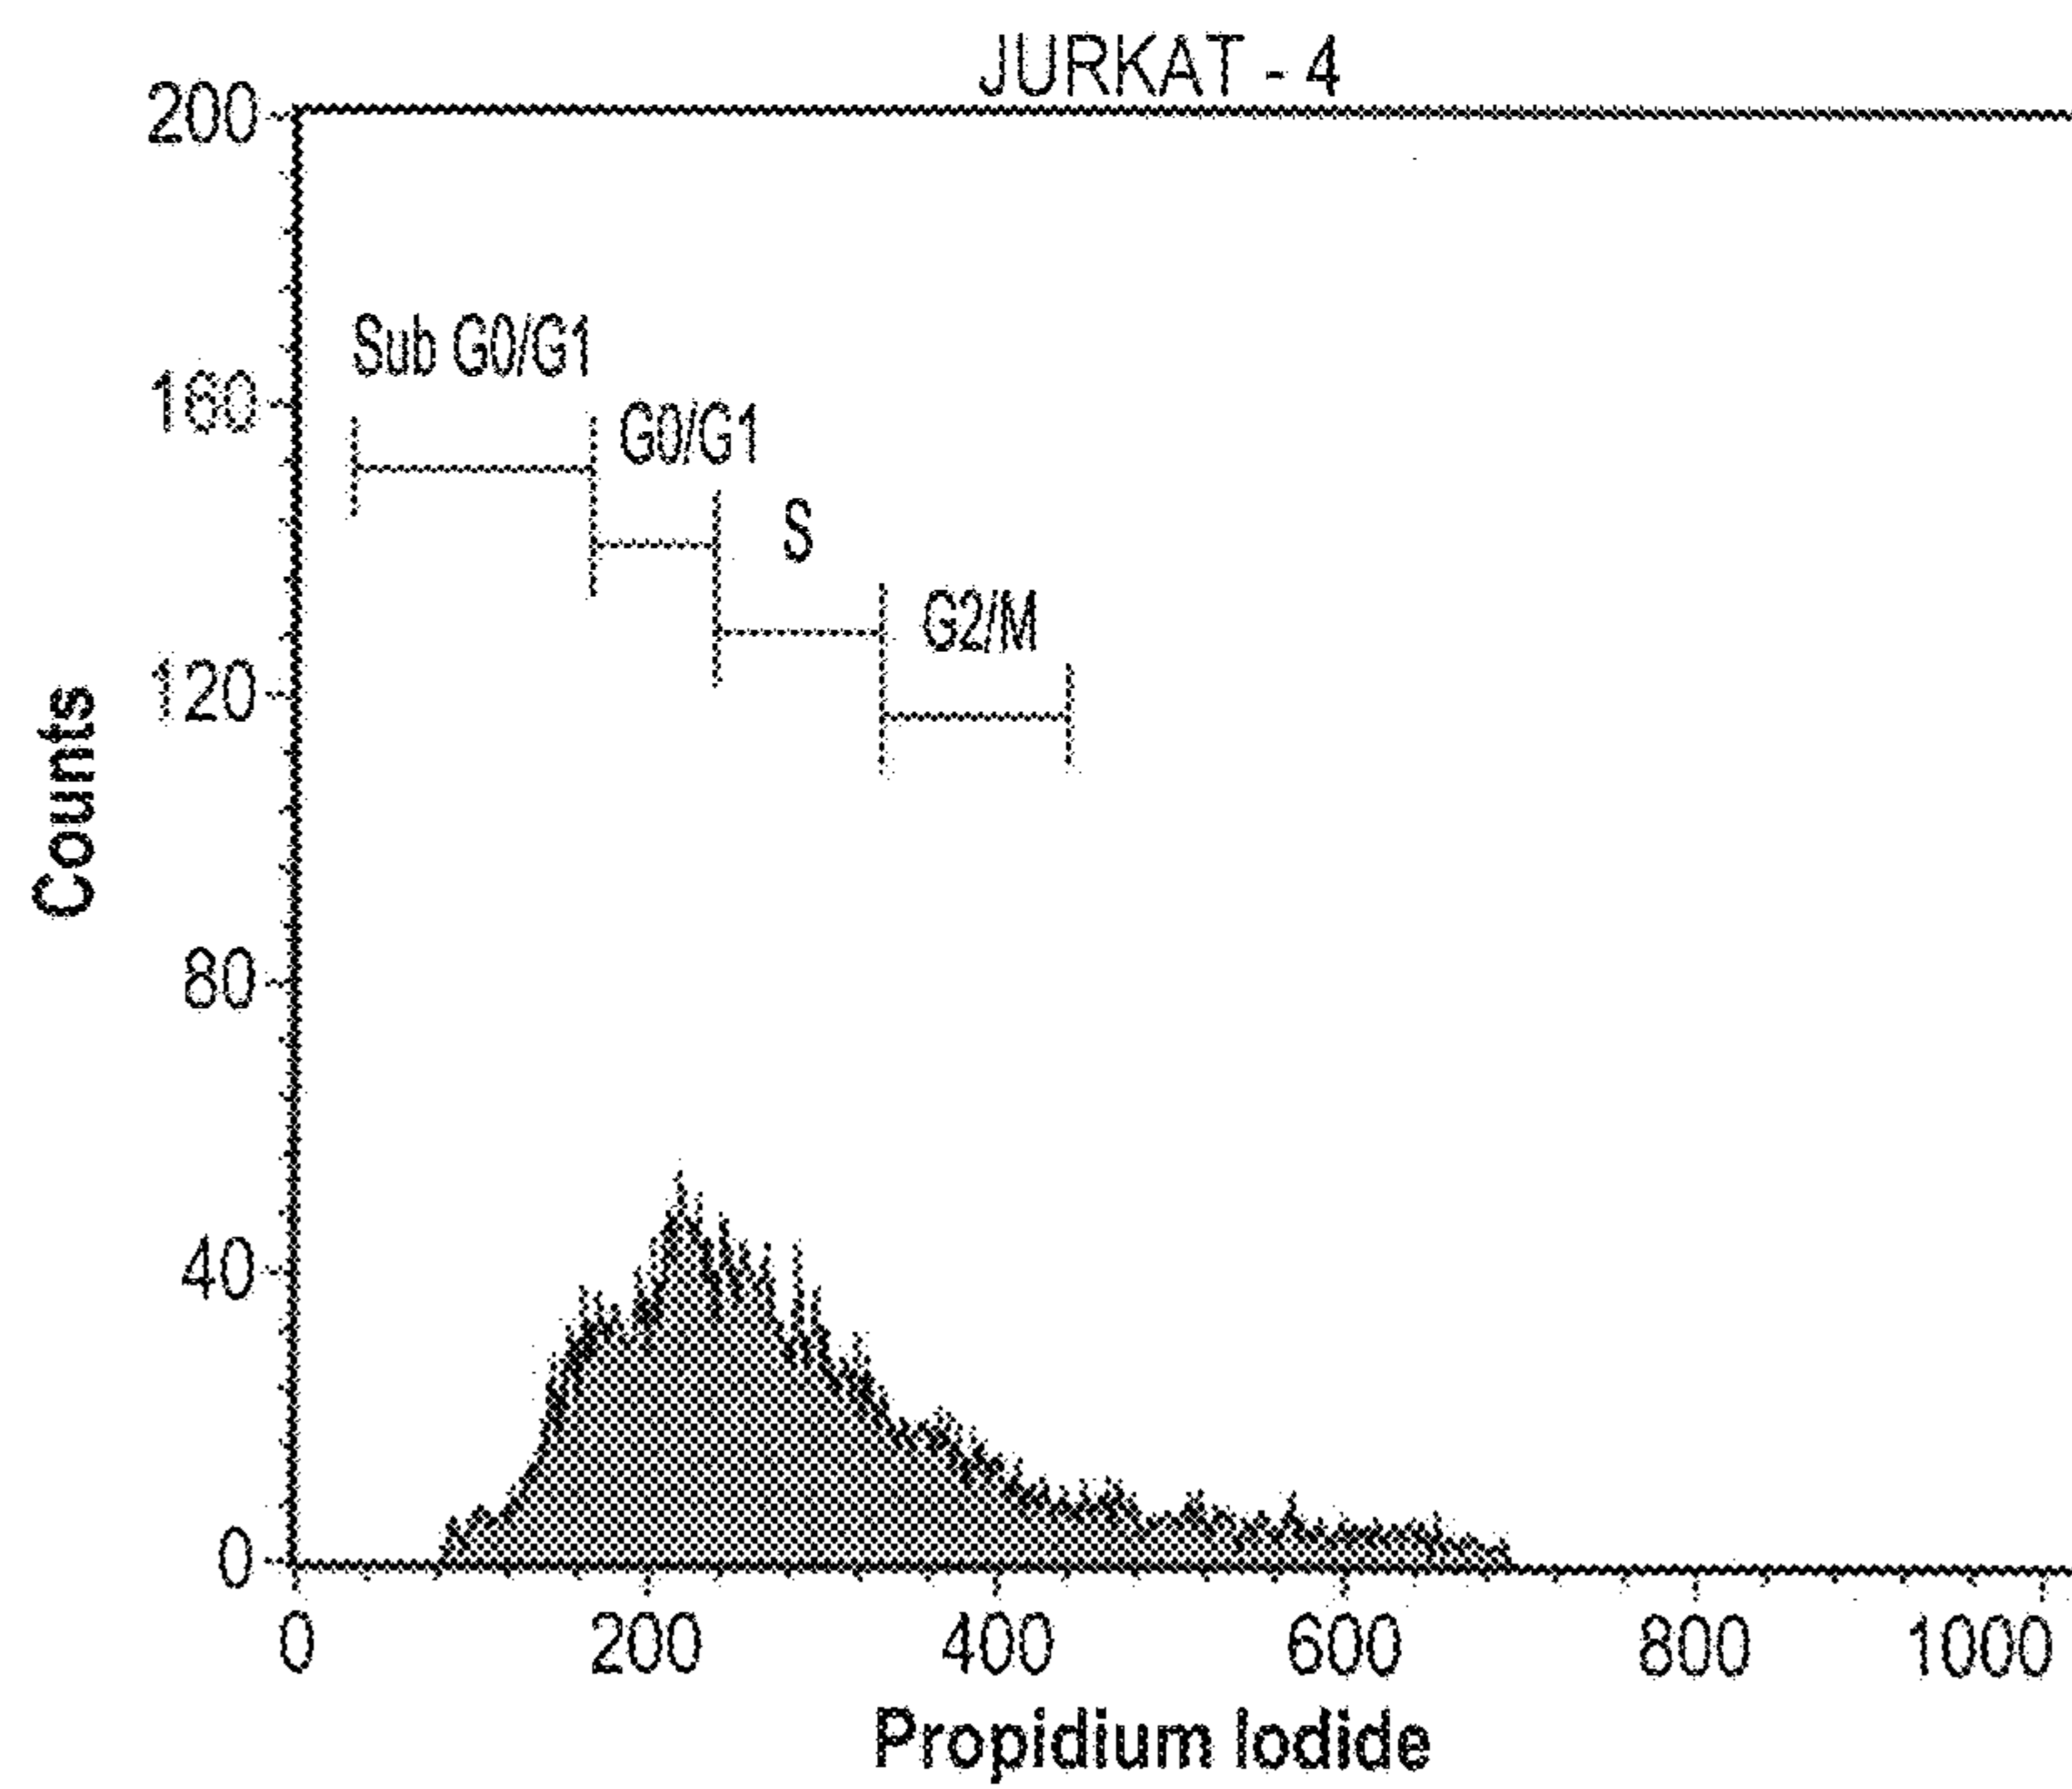 JURKAT - 4
200
160
120
80
40
0
Counts
Sub G0/G1
G0/G1
S
G2/M
0 200 400 600 800 1000
Propidium Iodide